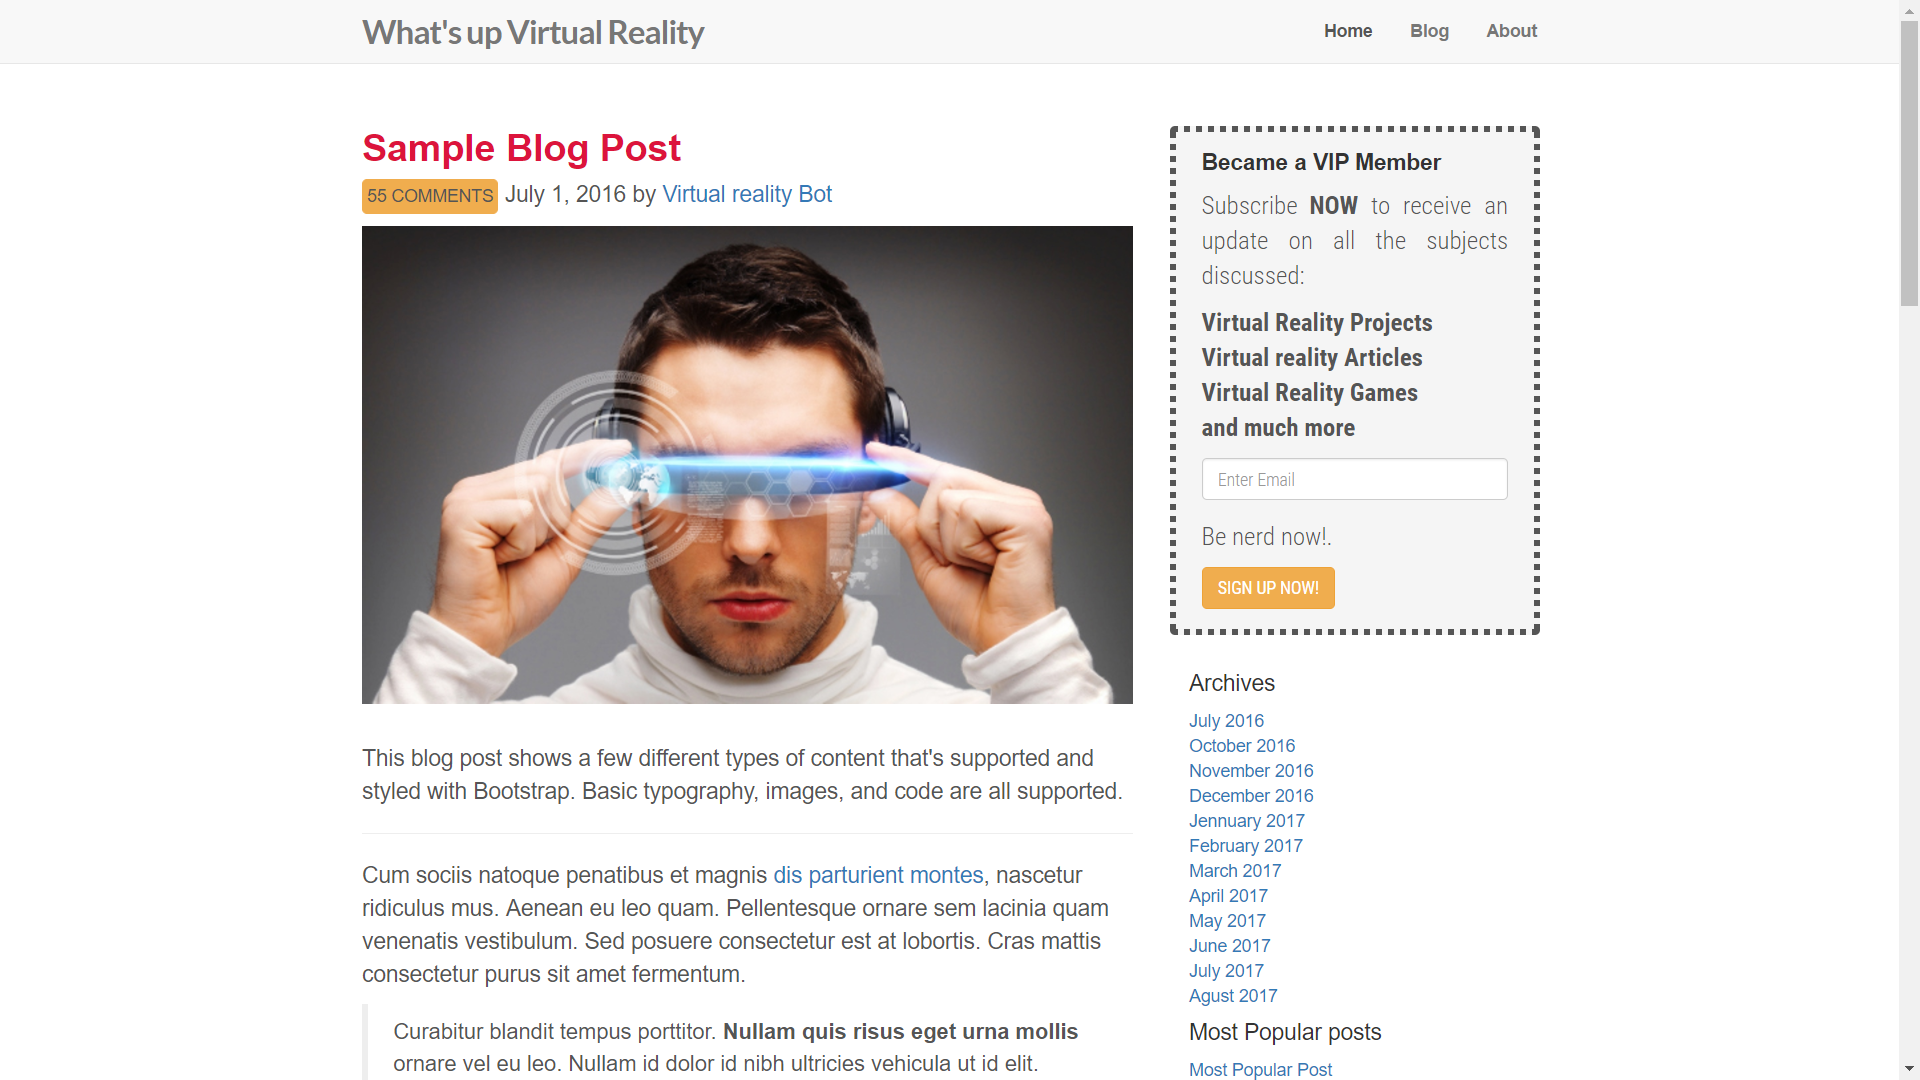 What's up Virtual Reality
Home Blog About
Sample Blog Post
55 COMMENTS July 1, 2016 by Virtual reality Bot
This blog post shows a few different types of content that's supported and
styled with Bootstrap. Basic typography, images, and code are all supported.
Cum sociis natoque penatibus et magnis dis parturient montes, nascetur
ridiculus mus. Aenean eu leo quam. Pellentesque ornare sem lacinia quam
venenatis vestibulum. Sed posuere consectetur est at lobortis. Cras mattis
consectetur purus sit amet fermentum.
Curabitur blandit tempus porttitor. Nullam quis risus eget urna mollis
ornare vel eu leo. Nullam id dolor id nibh ultricies vehicula ut id elit.
Became a VIP Member
Subscribe NOW to receive an
update on all the subjects
discussed:
Virtual Reality Projects
Virtual reality Articles
Virtual Reality Games
and much more
Enter Email
Be nerd now!.
SIGN UP NOW!
Archives
July 2016
October 2016
November 2016
December 2016
Jennuary 2017
February 2017
March 2017
April 2017
May 2017
June 2017
July 2017
Agust 2017
Most Popular posts
Most Popular Post